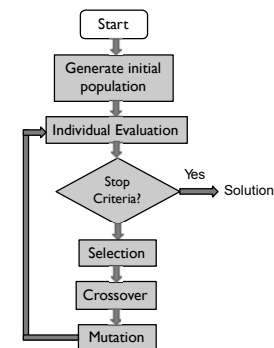 Start
Generate initial
population
Individual Evaluation
Stop
Criteria?
Yes
Solution
Selection
Crossover
Mutation